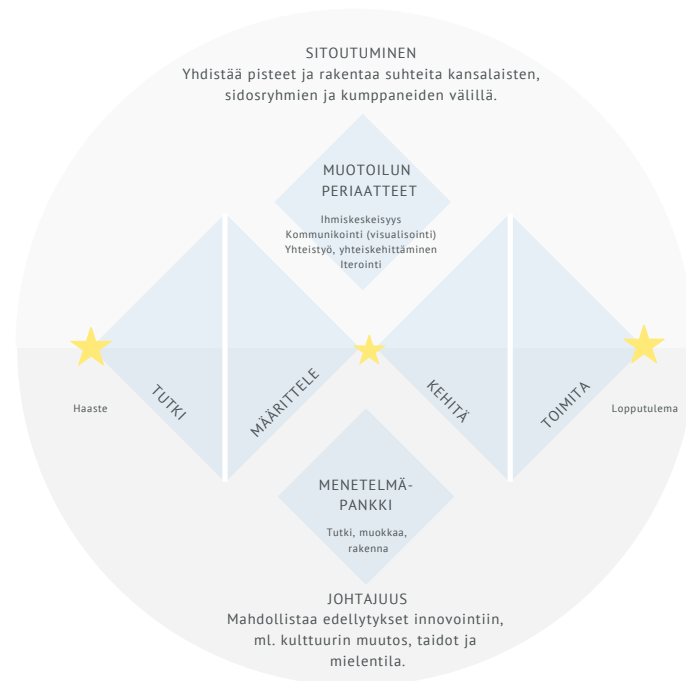 SITOUTUMINEN
Yhdistää pisteet ja rakentaa suhteita kansalaisten,
sidosryhmien ja kumppaneiden välillä.
MUOTOILUN
PERIAATTEET
Ihmiskeskeisyys
Kommunikointi (visualisointi)
Yhteistyö, yhteiskehittäminen
Iterointi
TUTKI
MÄÄRITTELE
KEHITÄ
TOIMITA
Haaste
Lopputulema
MENETELMÄ-
PANKKI
Tutki, muokkaa,
rakenna
JOHTAJUUS
Mahdollistaa edellytykset innovointiin,
ml. kulttuurin muutos, taidot ja
mielentila.